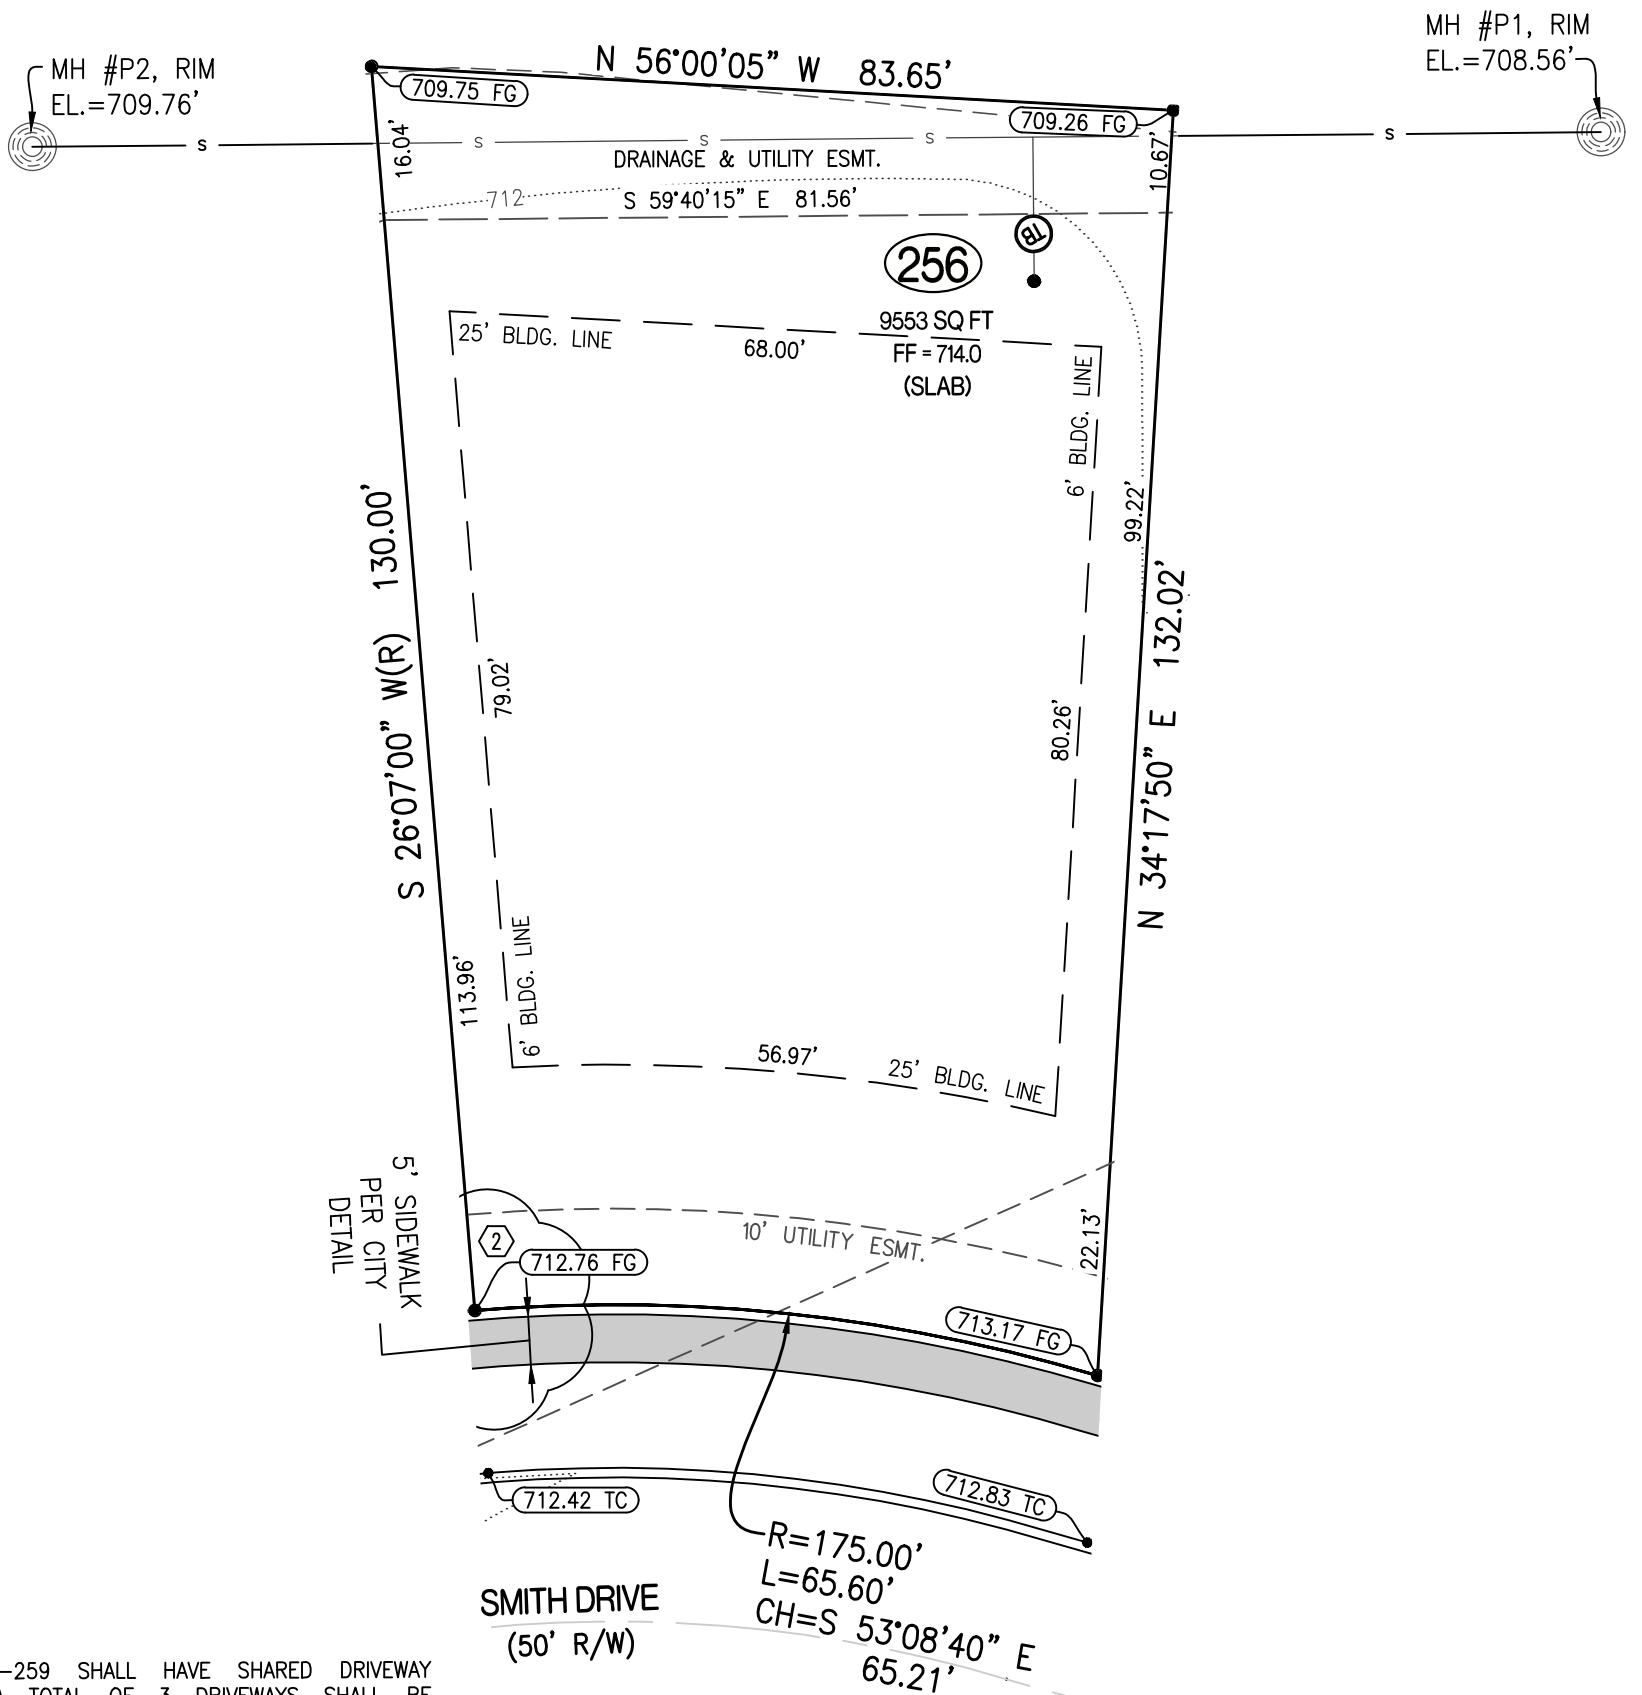 MH #P2, RIM
EL.=709.76'
MH #P1, RIM
EL.=708.56'
N 56°00'05" W 83.65'
709.75 FG
709.26 FG
16.04'
10.67'
S
S
S
S
S
DRAINAGE & UTILITY ESMT.
712
S 59°40'15" E 81.56'
TB
256
9553 SQ FT
FF = 714.0
(SLAB)
25' BLDG. LINE
68.00'
6' BLDG. LINE
99.22'
S 26°07'00" W(R) 130.00'
N 34°17'50" E 132.02'
79.02'
80.26'
113.96'
6' BLDG. LINE
56.97'
25' BLDG. LINE
5' SIDEWALK
PER CITY
DETAIL
10' UTILITY ESMT.
22.13'
2
712.76 FG
713.17 FG
712.42 TC
712.83 TC
R=175.00'
L=65.60'
CH=S 53°08'40" E
65.21'
SMITH DRIVE
(50' R/W)
-259 SHALL HAVE SHARED DRIVEWAY
TOTAL OF 3 DRIVEWAYS SHALL BE